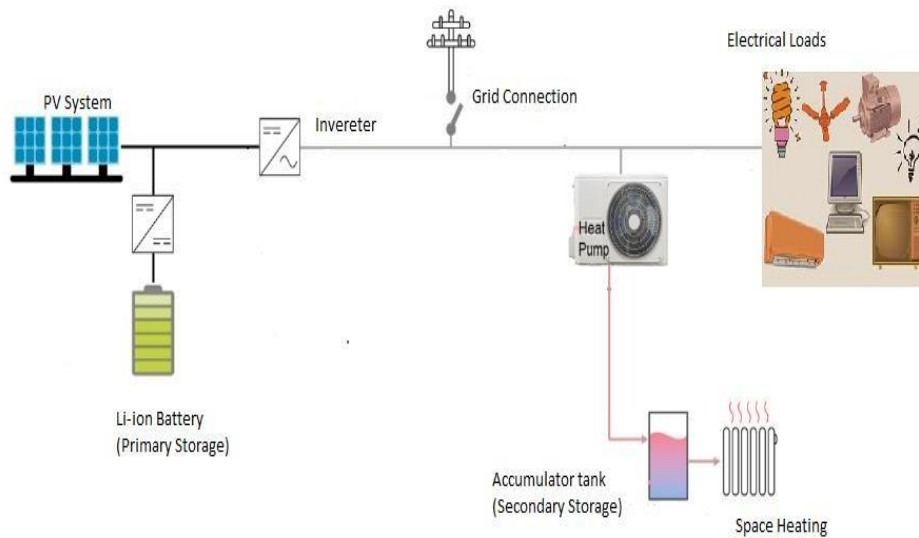 Electrical Loads
PV System
Grid Connection
Invereter
Heat
Pump
Li-ion Battery
(Primary Storage)
Accumulator tank
(Secondary Storage)
Space Heating